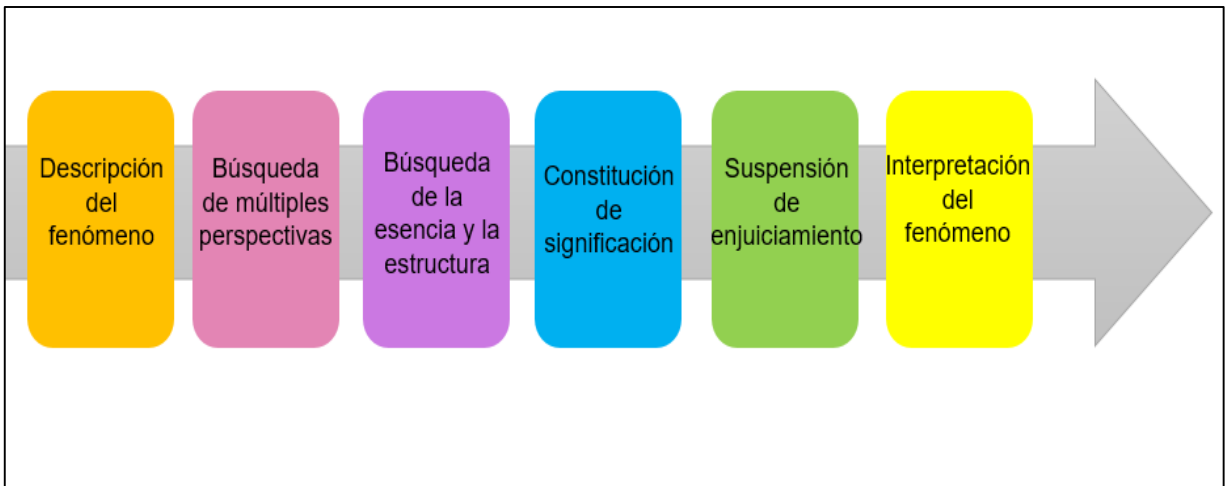 Descripción
del
fenómeno
Búsqueda
de múltiples
perspectivas
Búsqueda
de la
esencia y la
estructura
Constitución
de
significación
Suspensión
de
enjuiciamiento
Interpretación
del
fenómeno